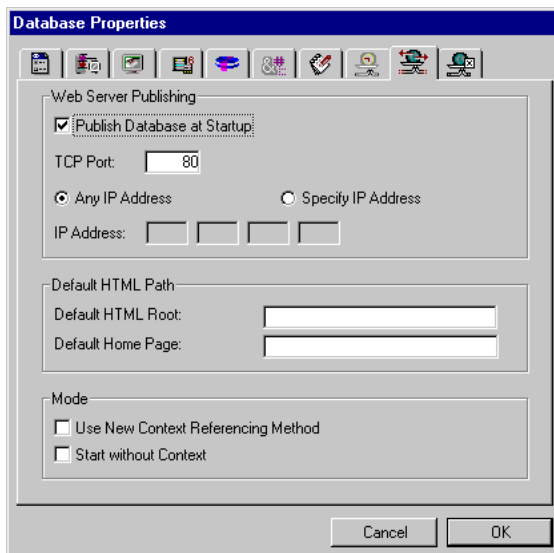 Database Properties
&#
Web Server Publishing
Publish Database at Startup
TCP Port: 80
Any IP Address Specify IP Address
IP Address:
Default HTML Path
Default HTML Root:
Default Home Page:
Mode
Use New Context Referencing Method
Start without Context
Cancel OK